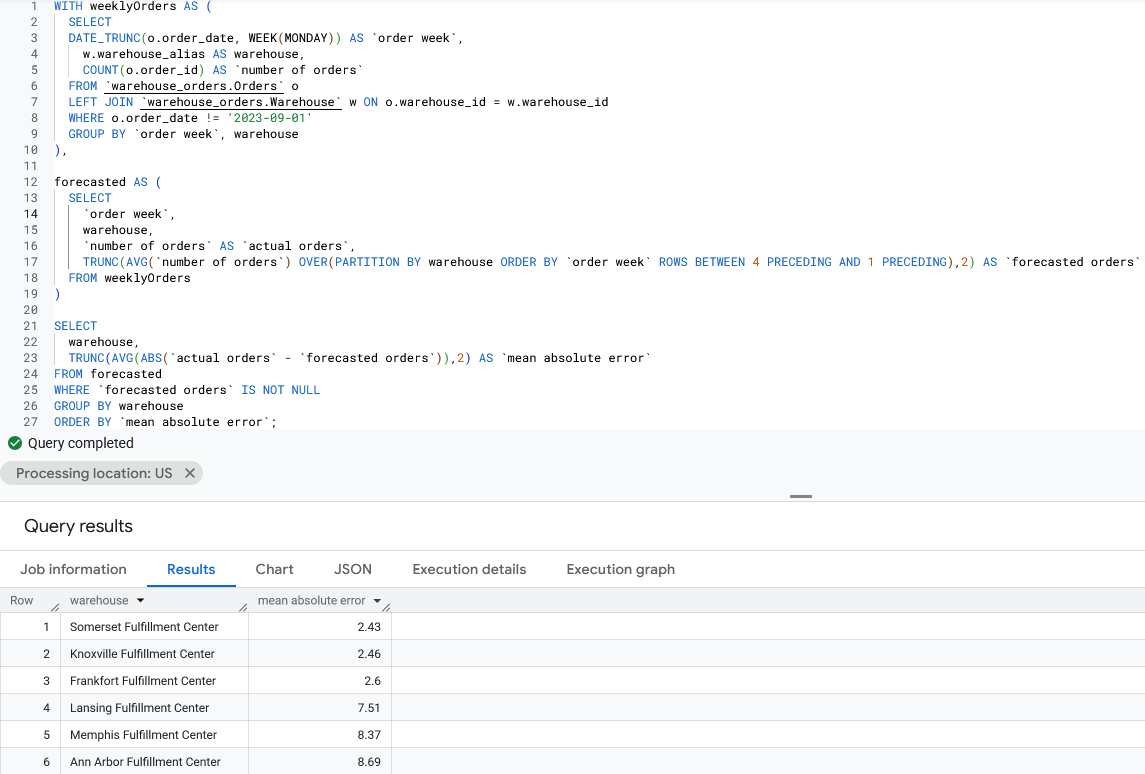 1 WITH weeklyOrders AS (
2 SELECT
3 DATE_TRUNC(o.order_date, WEEK(MONDAY)) AS `order week`,
4 w.warehouse_alias AS warehouse,
5 COUNT(o.order_id) AS `number of orders`
6 FROM `warehouse_orders.Orders` o
7 LEFT JOIN `warehouse_orders.Warehouse` w ON o.warehouse_id = w.warehouse_id
8 WHERE o.order_date != '2023-09-01'
9 GROUP BY `order week`, warehouse
10 ),
11
12 forecasted AS (
13 SELECT
14 `order week`,
15 warehouse,
16 `number of orders` AS `actual orders`,
17 TRUNC(AVG(`number of orders`) OVER(PARTITION BY warehouse ORDER BY `order week` ROWS BETWEEN 4 PRECEDING AND 1 PRECEDING),2) AS `forecasted orders`
18 FROM weeklyOrders
19 )
20
21 SELECT
22 warehouse,
23 TRUNC(AVG(ABS(`actual orders` - `forecasted orders`)),2) AS `mean absolute error`
24 FROM forecasted
25 WHERE `forecasted orders` IS NOT NULL
26 GROUP BY warehouse
27 ORDER BY `mean absolute error`;
Query completed
Processing location: US
Query results
Job information Results Chart JSON Execution details Execution graph
Row warehouse mean absolute error
1 Somerset Fulfillment Center 2.43
2 Knoxville Fulfillment Center 2.46
3 Frankfort Fulfillment Center 2.6
4 Lansing Fulfillment Center 7.51
5 Memphis Fulfillment Center 8.37
6 Ann Arbor Fulfillment Center 8.69